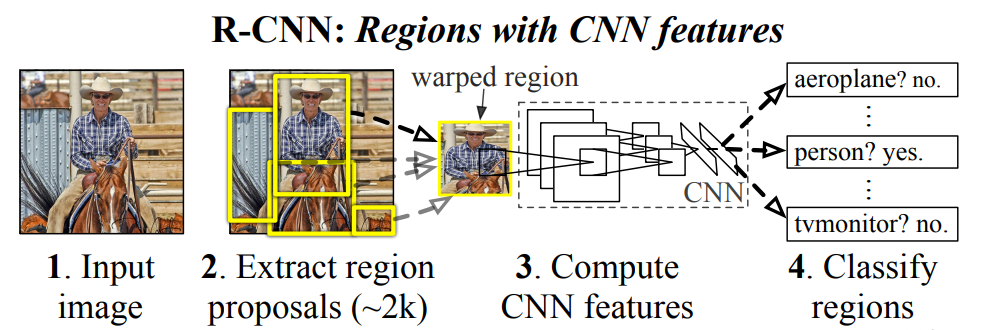 R-CNN: Regions with CNN features
warped region
aeroplane? no.
⋮
person? yes.
⋮
tvmonitor? no.
CNN
1. Input
image
2. Extract region
proposals (~2k)
3. Compute
CNN features
4. Classify
regions